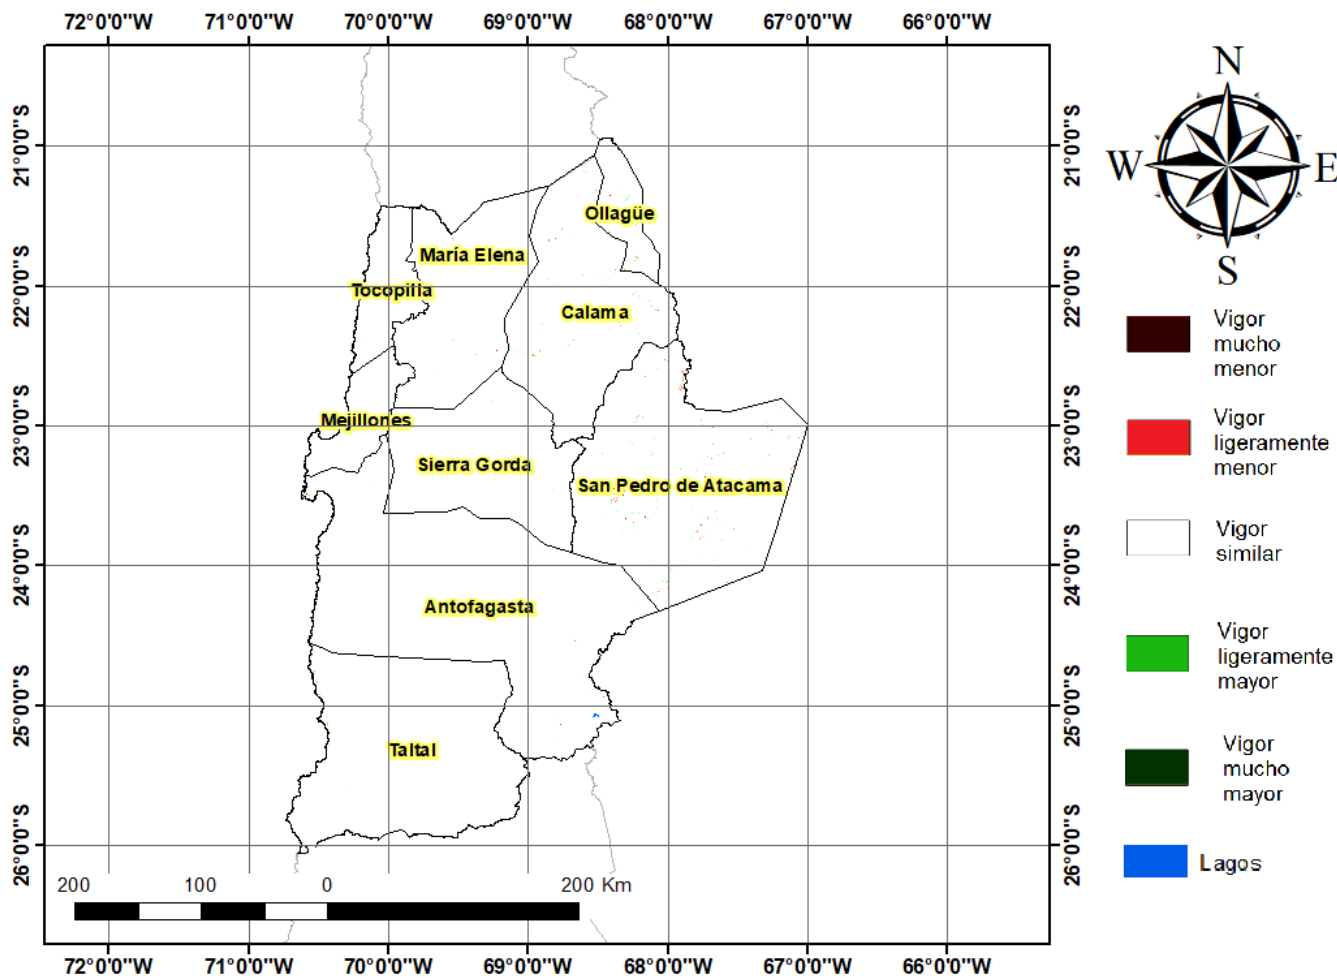 72°0'0"W 71°0'0"W 70°0'0"W 69°0'0"W 68°0'0"W 67°0'0"W 66°0'0"W
N
W E
S
21°0'0"S 21°0'0"S
22°0'0"S 22°0'0"S
23°0'0"S 23°0'0"S
24°0'0"S 24°0'0"S
25°0'0"S 25°0'0"S
26°0'0"S 26°0'0"S
Ollagüe
María Elena
Tocopilla
Calama
Mejillones
Sierra Gorda
San Pedro de Atacama
Antofagasta
Taltal
Vigor
mucho
menor
Vigor
ligeramente
menor
Vigor
similar
Vigor
ligeramente
mayor
Vigor
mucho
mayor
Lagos
200 100 0 200 Km
72°0'0"W 71°0'0"W 70°0'0"W 69°0'0"W 68°0'0"W 67°0'0"W 66°0'0"W